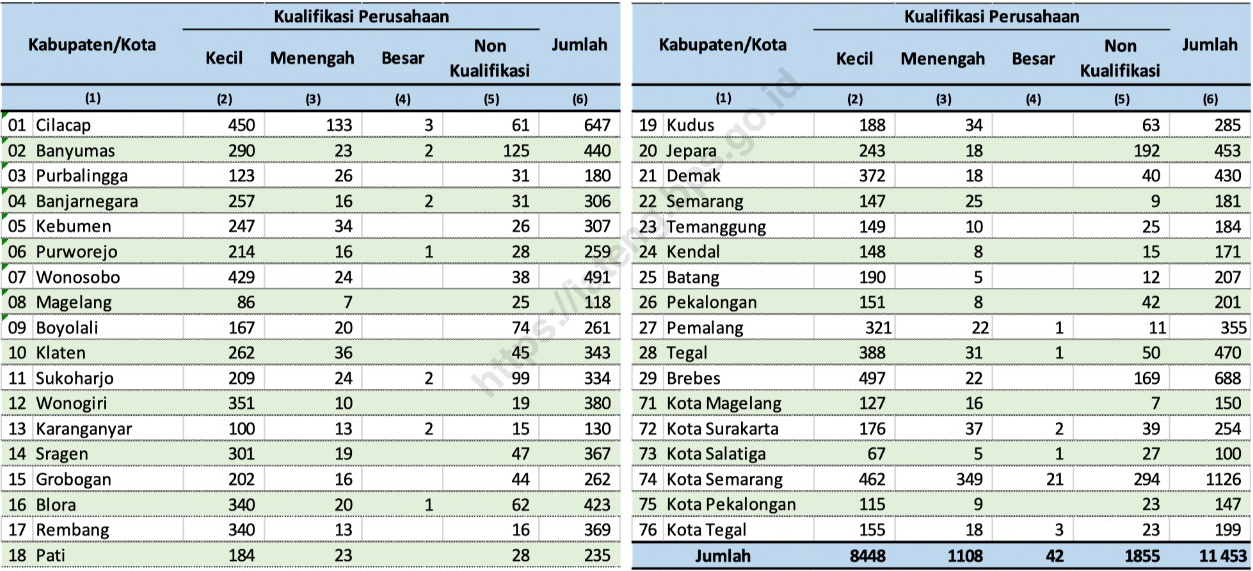 Kabupaten/Kota Kualifikasi Perusahaan Jumlah
Kecil Menengah Besar Non Kualifikasi
(1) (2) (3) (4) (5) (6)
01 Cilacap 450 133 3 61 647
02 Banyumas 290 23 2 125 440
03 Purbalingga 123 26 31 180
04 Banjarnegara 257 16 2 31 306
05 Kebumen 247 34 26 307
06 Purworejo 214 16 1 28 259
07 Wonosobo 429 24 38 491
08 Magelang 86 7 25 118
09 Boyolali 167 20 74 261
10 Klaten 262 36 45 343
11 Sukoharjo 209 24 2 99 334
12 Wonogiri 351 10 19 380
13 Karanganyar 100 13 2 15 130
14 Sragen 301 19 47 367
15 Grobogan 202 16 44 262
16 Blora 340 20 1 62 423
17 Rembang 340 13 16 369
18 Pati 184 23 28 235
Kabupaten/Kota Kualifikasi Perusahaan Jumlah
Kecil Menengah Besar Non Kualifikasi
(1) (2) (3) (4) (5) (6)
19 Kudus 188 34 63 285
20 Jepara 243 18 192 453
21 Demak 372 18 40 430
22 Semarang 147 25 9 181
23 Temanggung 149 10 25 184
24 Kendal 148 8 15 171
25 Batang 190 5 12 207
26 Pekalongan 151 8 42 201
27 Pemalang 321 22 1 11 355
28 Tegal 388 31 1 50 470
29 Brebes 497 22 169 688
71 Kota Magelang 127 16 7 150
72 Kota Surakarta 176 37 2 39 254
73 Kota Salatiga 67 5 1 27 100
74 Kota Semarang 462 349 21 294 1126
75 Kota Pekalongan 115 9 23 147
76 Kota Tegal 155 18 3 23 199
Jumlah 8448 1108 42 1855 11 453
https://jateng.bps.go.id